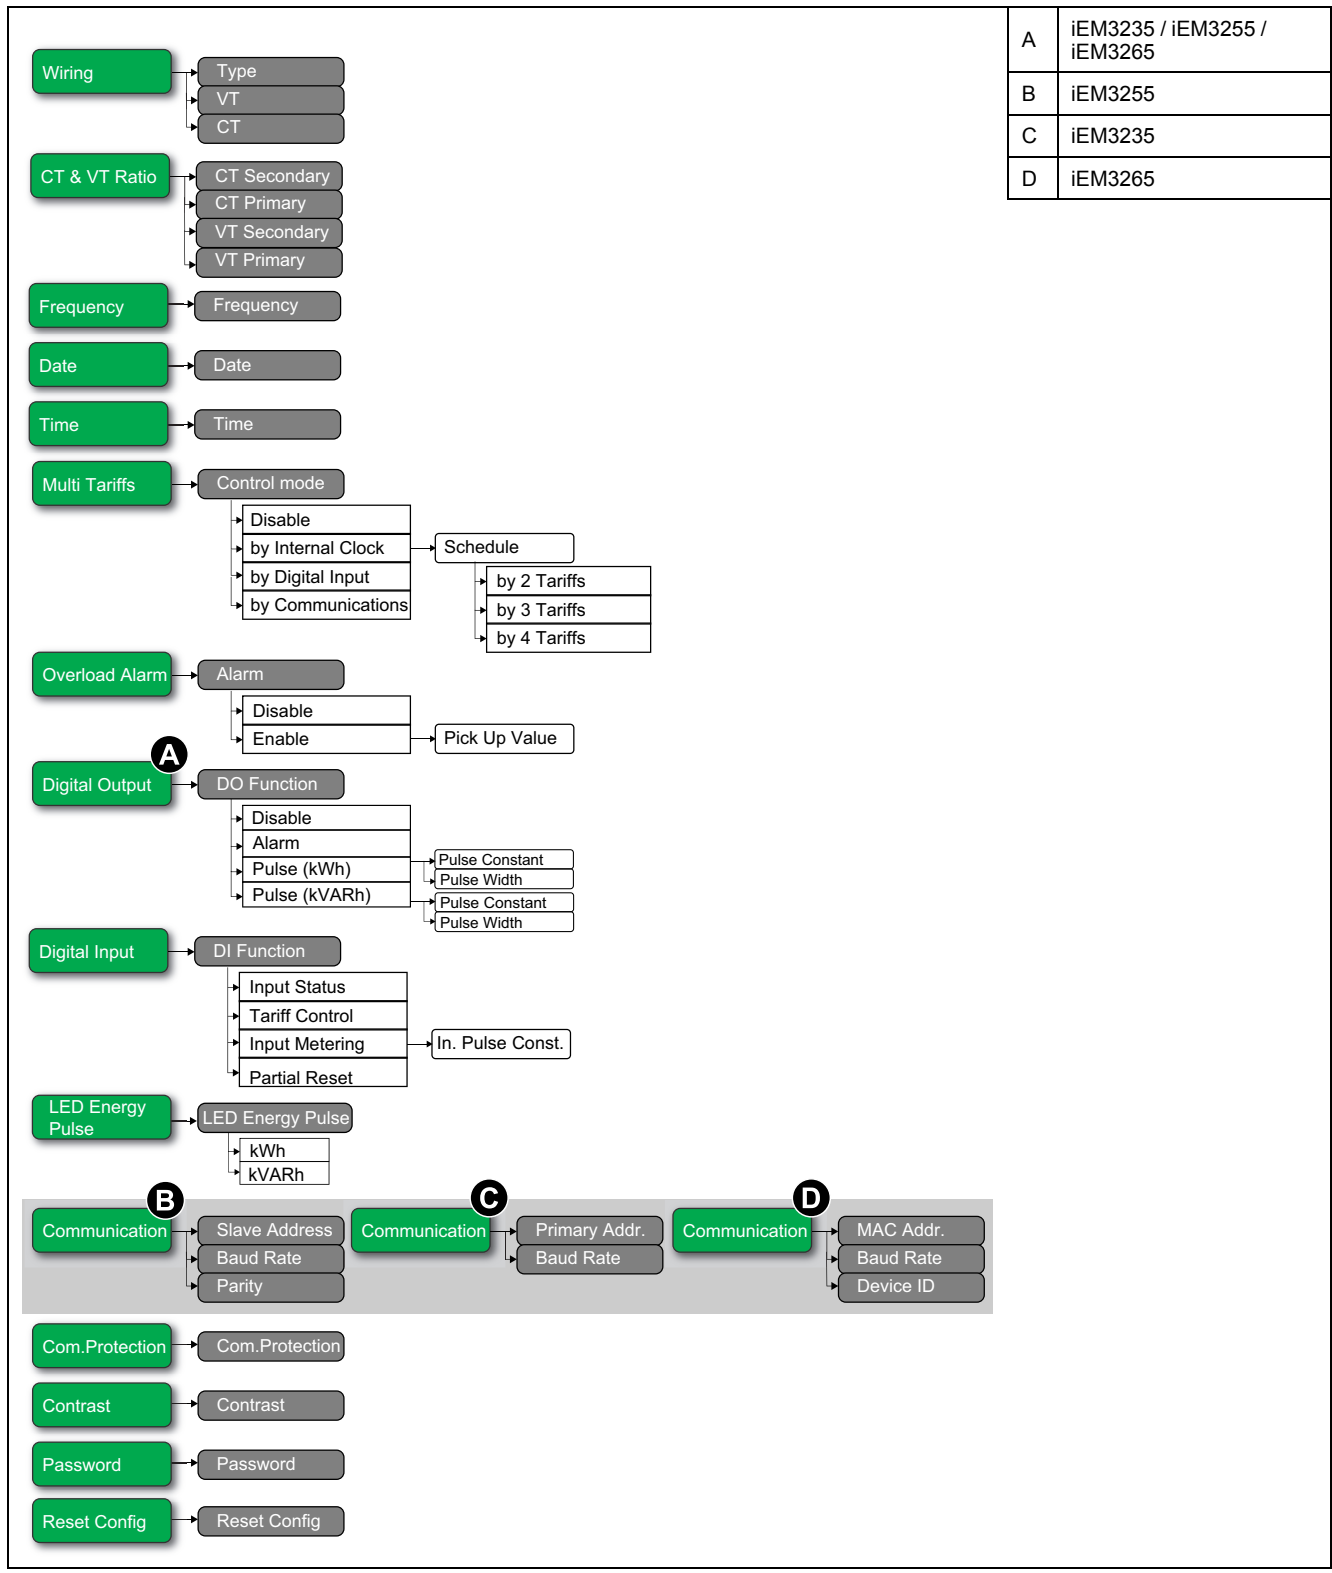 A
iEM3235 / iEM3255 /
iEM3265
B
iEM3255
C
iEM3235
D
iEM3265
Wiring
Type
VT
CT
CT & VT Ratio
CT Secondary
CT Primary
VT Secondary
VT Primary
Frequency
Frequency
Date
Date
Time
Time
Multi Tariffs
Control mode
Disable
by Internal Clock
Schedule
by Digital Input
by 2 Tariffs
by Communications
by 3 Tariffs
by 4 Tariffs
Overload Alarm
Alarm
Disable
Enable
Pick Up Value
A
Digital Output
DO Function
Disable
Alarm
Pulse (kWh)
Pulse Constant
Pulse Width
Pulse (kVARh)
Pulse Constant
Pulse Width
Digital Input
DI Function
Input Status
Tariff Control
Input Metering
In. Pulse Const.
Partial Reset
LED Energy
Pulse
LED Energy Pulse
kWh
kVARh
B
Communication
Slave Address
Baud Rate
Parity
C
Communication
Primary Addr.
Baud Rate
D
Communication
MAC Addr.
Baud Rate
Device ID
Com.Protection
Com.Protection
Contrast
Contrast
Password
Password
Reset Config
Reset Config